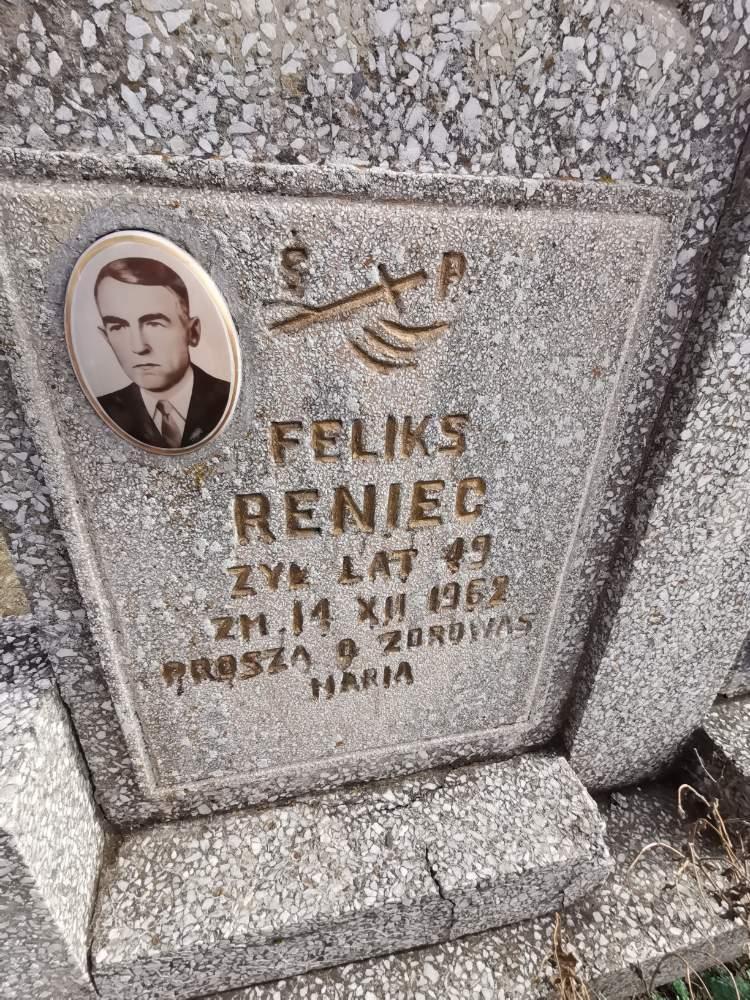 Ś P
FELIKS
RENIEC
ŻYŁ LAT 49
ZM. 14 XII 1962
PROSZĄ O ZDROWAŚ
MARIA